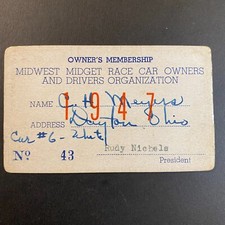 OWNER'S MEMBERSHIP
MIDWEST MIDGET RACE CAR OWNERS
AND DRIVERS ORGANIZATION
1947
NAME Meyers
ADDRESS Dayton Ohio
Car #6 -
Nº 43
Rudy Nichels
President